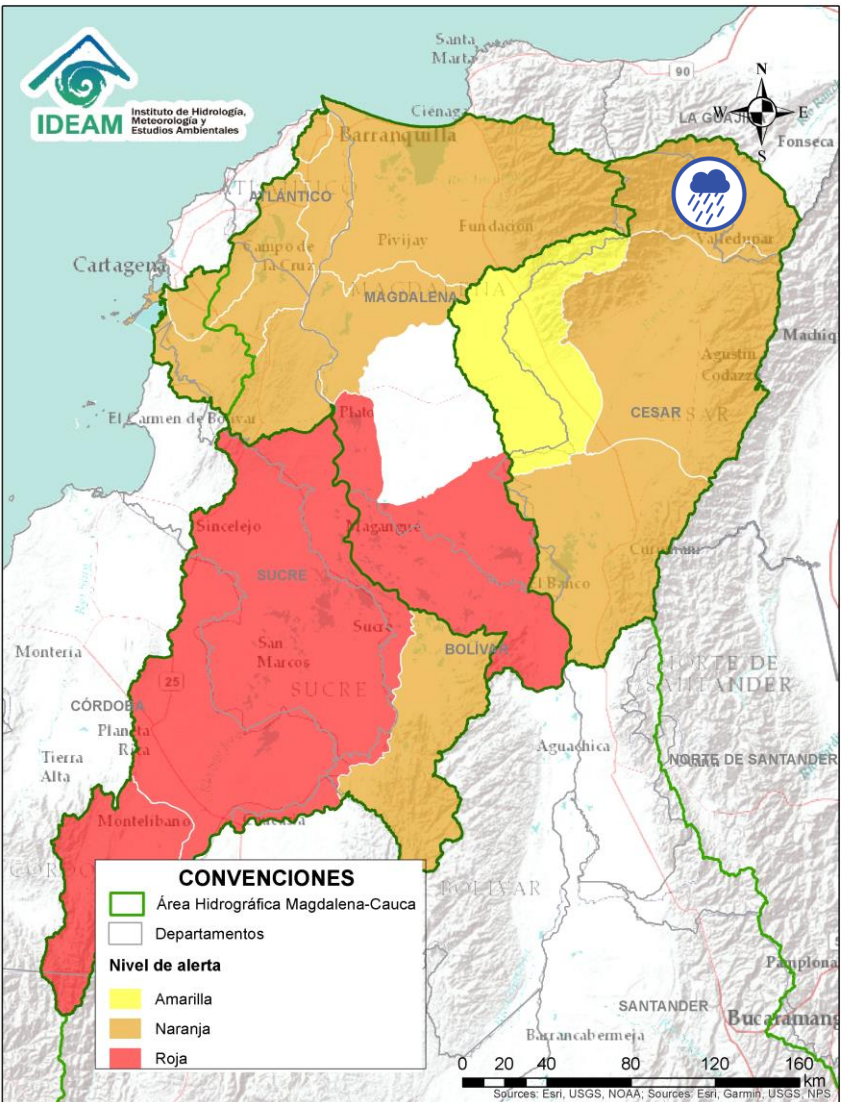 IDEAM
Instituto de Hidrología,
Meteorología y
Estudios Ambientales
Santa
Marta
90
N
W
E
S
LA GUAJIRA
Fonseca
Ciénaga
Barranquilla
ATLÁNTICO
ATLÁNTICO
Fundación
Pivijay
Valledupar
Campo de
la Cruz
Cartagena
MAGDALENA
MAGDALENA
Machiq
Agustín
Codazzi
CESAR
CESAR
El Carmen de Bolívar
Plato
Sincelejo
Magangué
Curumaní
SUCRE
El Banco
Sucre
BOLÍVAR
Montería
San
Marcos
SUCRE
NORTE DE
SANTANDER
25
CÓRDOBA
Planeta
Rica
Tierra
Alta
Aguachica
NORTE DE SANTANDER
Montelíbano
Caucasia
BOLÍVAR
CONVENCIONES
Área Hidrográfica Magdalena-Cauca
Departamentos
Nivel de alerta
Amarilla
Naranja
Roja
Pamplona
SANTANDER
Bucaramang
Barrancabermeja
0 20 40 80 120 160
km
Sources: Esri, USGS, NOAA; Sources: Esri, Garmin, USGS, NPS